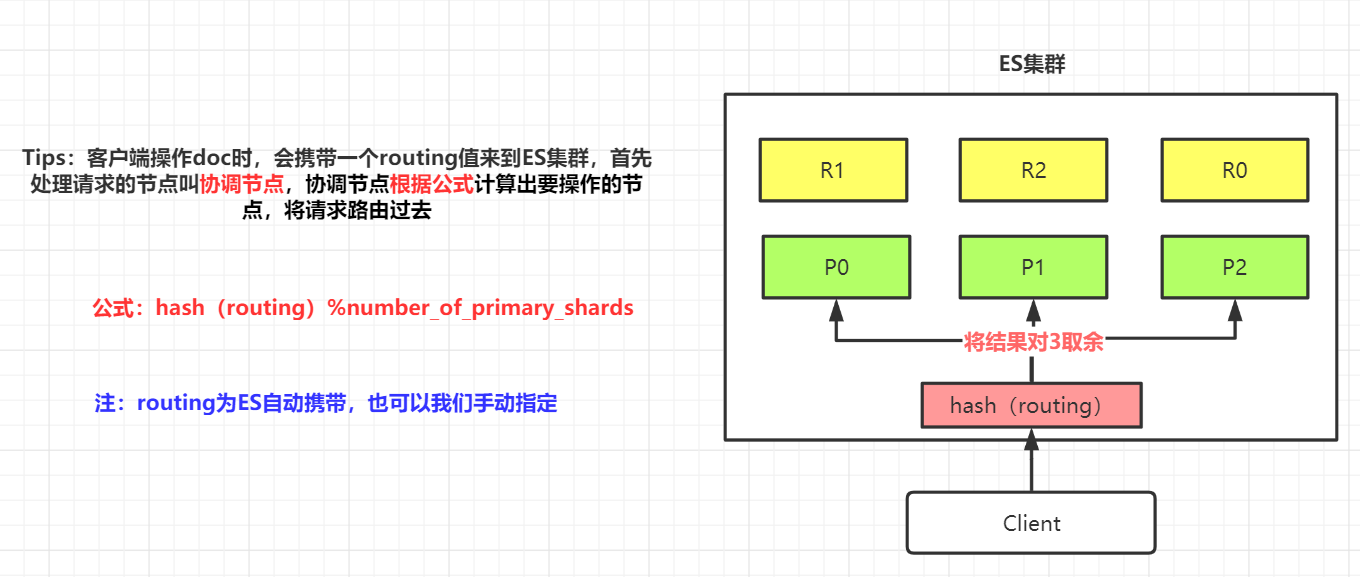 Tips：客户端操作doc时，会携带一个routing值来到ES集群，首先
处理请求的节点叫协调节点，协调节点根据公式计算出要操作的节
点，将请求路由过去
公式：hash（routing）%number_of_primary_shards
注：routing为ES自动携带，也可以我们手动指定
ES集群
R1
R2
R0
P0
P1
P2
将结果对3取余
hash（routing）
Client